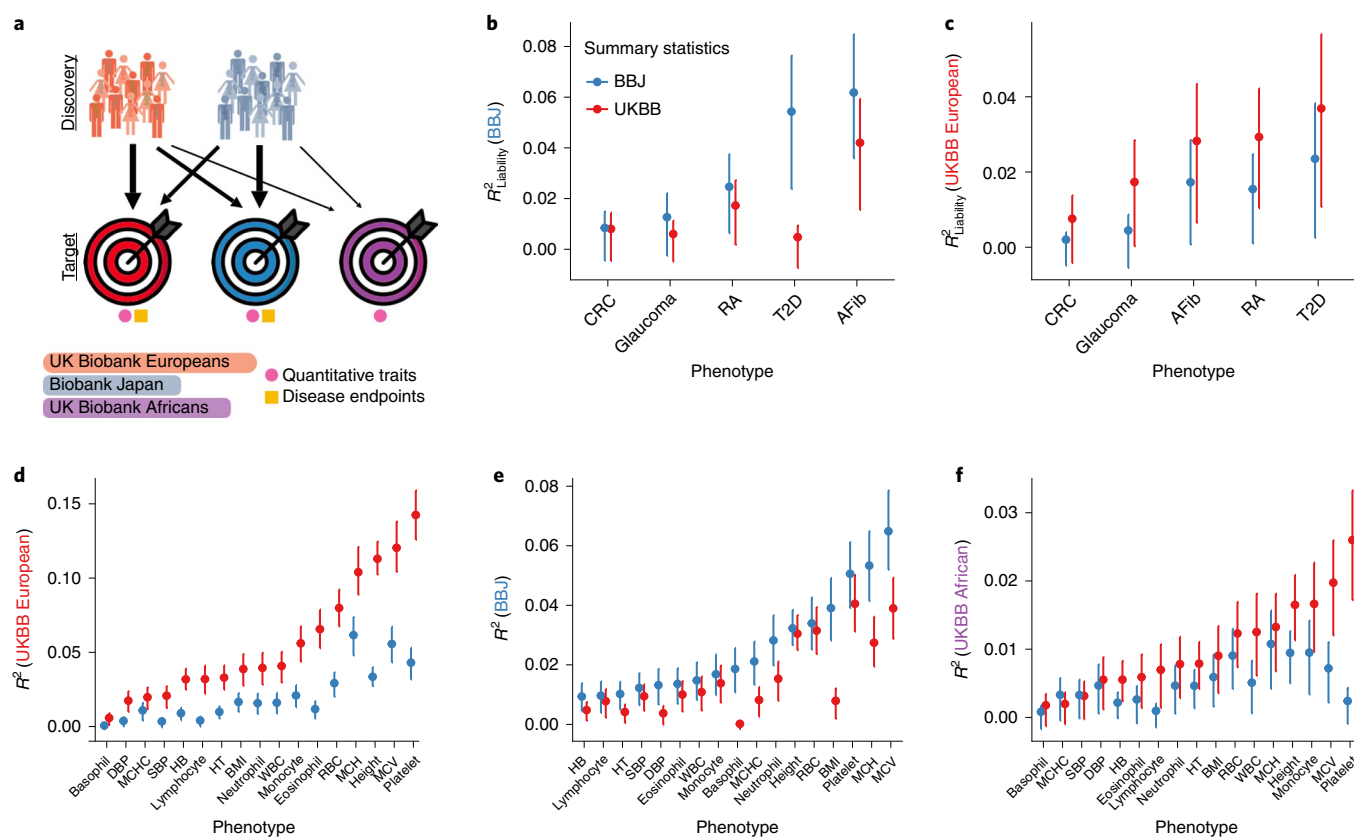 a
Discovery
Target
UK Biobank Europeans
Biobank Japan
UK Biobank Africans
Quantitative traits
Disease endpoints
b
Summary statistics
BBJ
UKBB
R²Liability (BBJ)
0.08
0.06
0.04
0.02
0.00
CRC
Glaucoma
RA
T2D
AFib
Phenotype
c
R²Liability (UKBB European)
0.04
0.02
0.00
CRC
Glaucoma
AFib
RA
T2D
Phenotype
d
R² (UKBB European)
0.15
0.10
0.05
0.00
Basophil
DBP
MCHC
SBP
HB
Lymphocyte
HT
BMI
Neutrophil
WBC
Monocyte
Eosinophil
RBC
MCH
Height
MCV
Platelet
Phenotype
e
R² (BBJ)
0.08
0.06
0.04
0.02
0.00
HB
Lymphocyte
HT
SBP
DBP
Eosinophil
WBC
Monocyte
Basophil
MCHC
Neutrophil
Height
RBC
BMI
Platelet
MCH
MCV
Phenotype
f
R² (UKBB African)
0.03
0.02
0.01
0.00
Basophil
MCHC
SBP
DBP
HB
Eosinophil
Lymphocyte
Neutrophil
HT
BMI
RBC
WBC
MCH
Height
Monocyte
MCV
Platelet
Phenotype